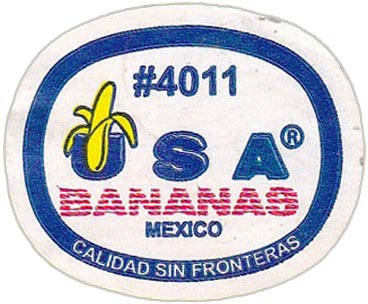 #4011
USA®
BANANAS
MEXICO
CALIDAD SIN FRONTERAS